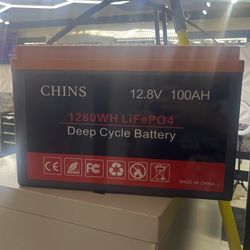 CHINS 12.8V 100AH
1280WH LiFePO4
Deep Cycle Battery
MADE IN CHINA